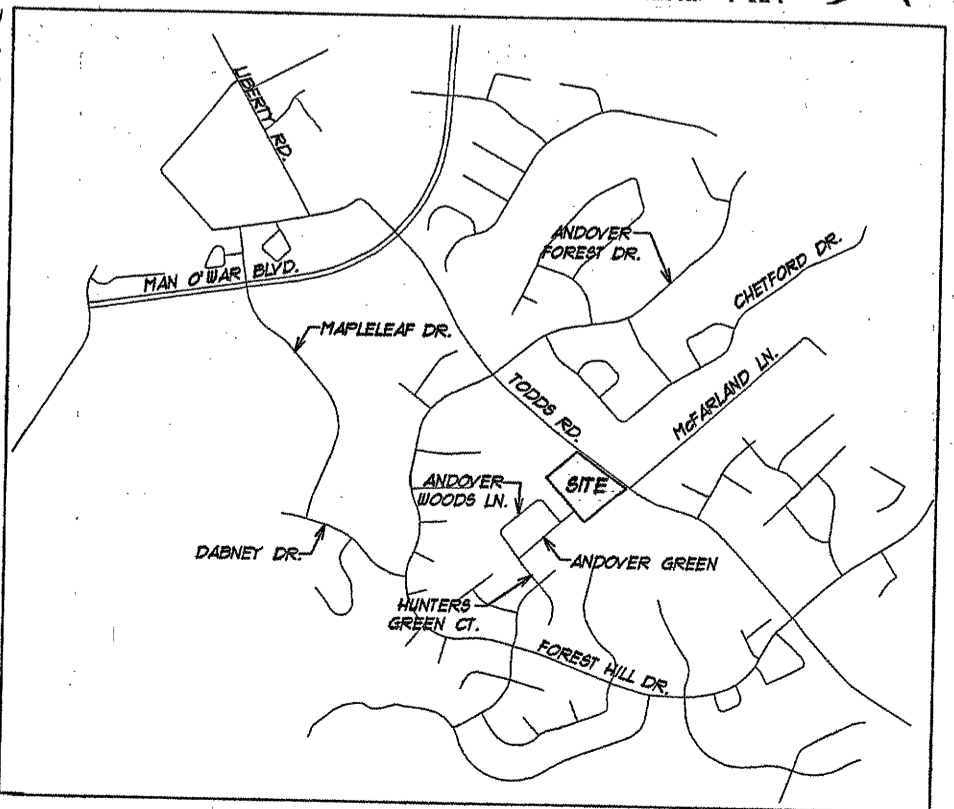 LIBERTY RD.
ANDOVER
FOREST DR.
CHETFORD DR.
MAN O' WAR BLVD.
MAPLELEAF DR.
TODDS RD.
McFARLAND LN.
ANDOVER
WOODS LN.
SITE
DABNEY DR.
ANDOVER GREEN
HUNTERS
GREEN CT.
FOREST HILL DR.